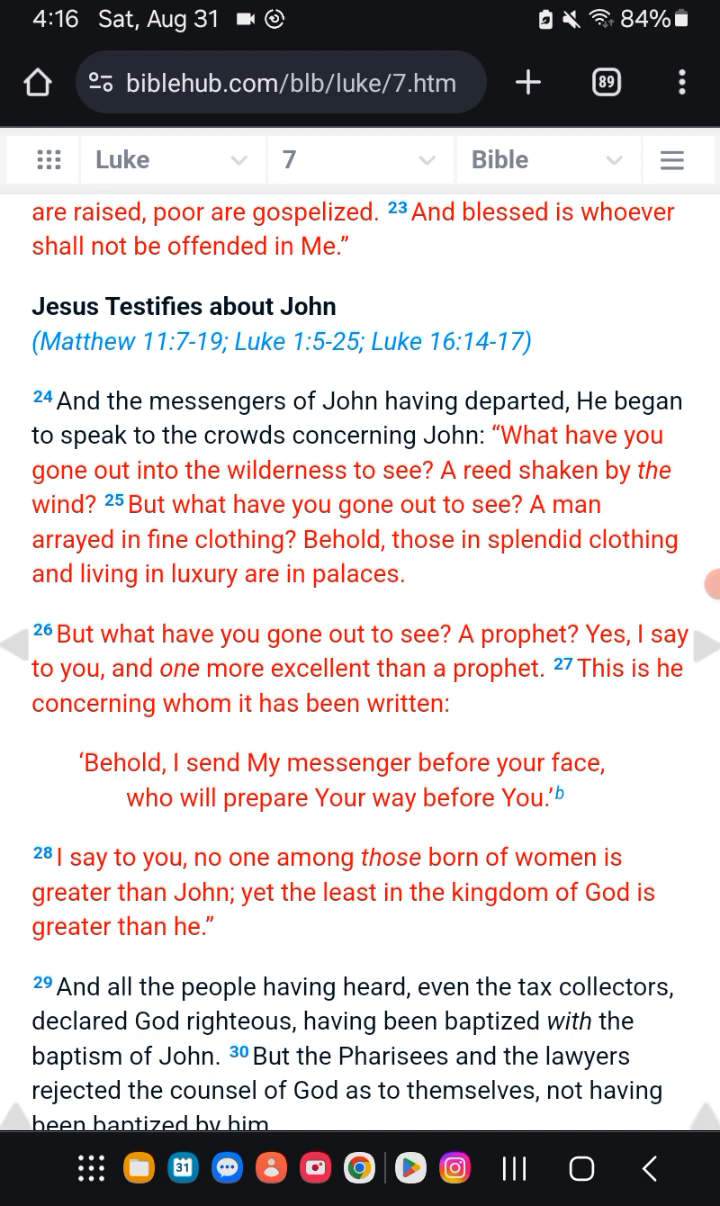 4:16 Sat, Aug 31 84%
biblehub.com/blb/luke/7.htm 89
Luke 7 Bible
are raised, poor are gospelized. 23 And blessed is whoever
shall not be offended in Me.”
Jesus Testifies about John
(Matthew 11:7-19; Luke 1:5-25; Luke 16:14-17)
24 And the messengers of John having departed, He began
to speak to the crowds concerning John: “What have you
gone out into the wilderness to see? A reed shaken by the
wind? 25 But what have you gone out to see? A man
arrayed in fine clothing? Behold, those in splendid clothing
and living in luxury are in palaces.
26 But what have you gone out to see? A prophet? Yes, I say
to you, and one more excellent than a prophet. 27 This is he
concerning whom it has been written:
‘Behold, I send My messenger before your face,
who will prepare Your way before You.’b
28 I say to you, no one among those born of women is
greater than John; yet the least in the kingdom of God is
greater than he.”
29 And all the people having heard, even the tax collectors,
declared God righteous, having been baptized with the
baptism of John. 30 But the Pharisees and the lawyers
rejected the counsel of God as to themselves, not having
been baptized by him
31